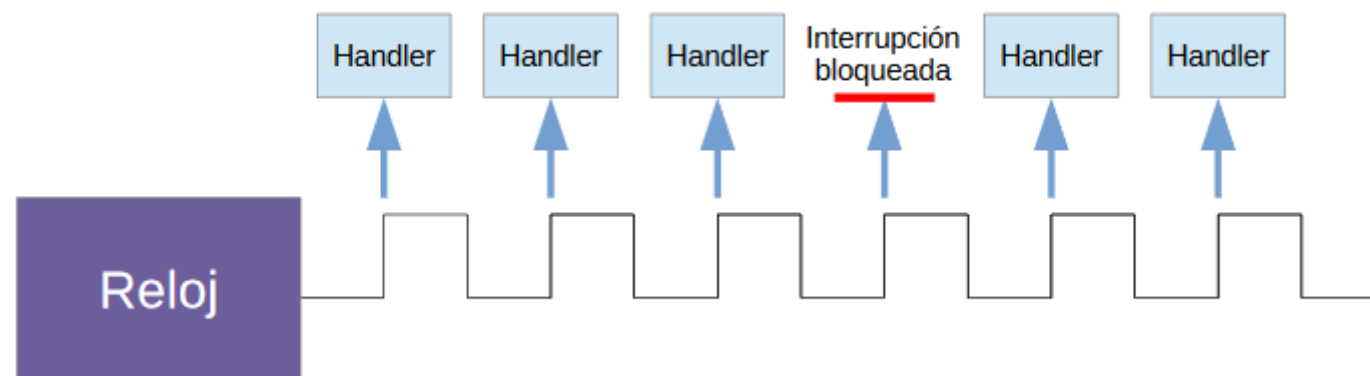 Handler
Handler
Handler
Interrupción
bloqueada
Handler
Handler
Reloj